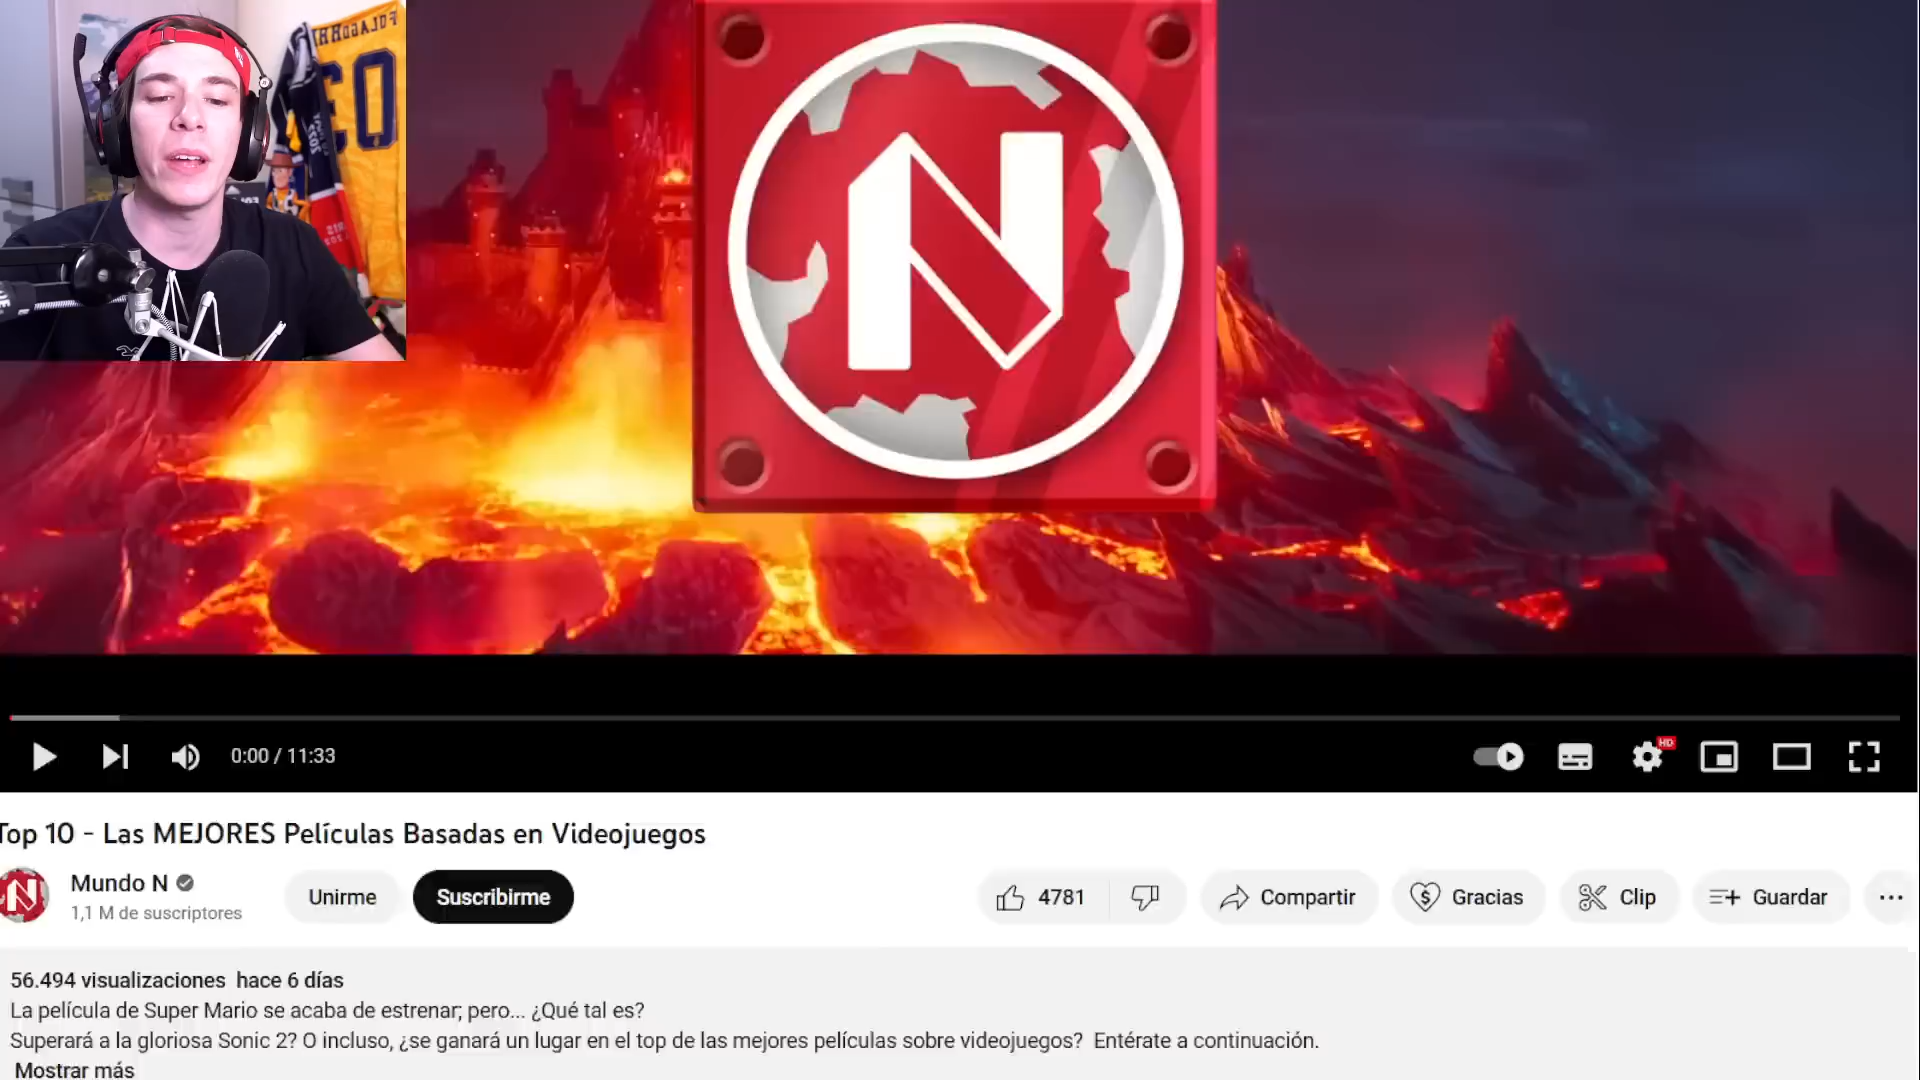 FOLAGORR
30
N
HD
0:00 / 11:33
Top 10 - Las MEJORES Películas Basadas en Videojuegos
N
Mundo N
1,1 M de suscriptores
Unirme
Suscribirme
4781
Compartir
Gracias
Clip
Guardar
56.494 visualizaciones hace 6 días
La película de Super Mario se acaba de estrenar; pero... ¿Qué tal es?
Superará a la gloriosa Sonic 2? O incluso, ¿se ganará un lugar en el top de las mejores películas sobre videojuegos? Entérate a continuación.
Mostrar más